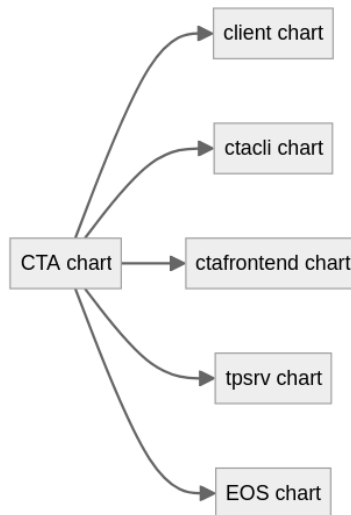 client chart
ctacli chart
CTA chart
ctafrontend chart
tpsrv chart
EOS chart